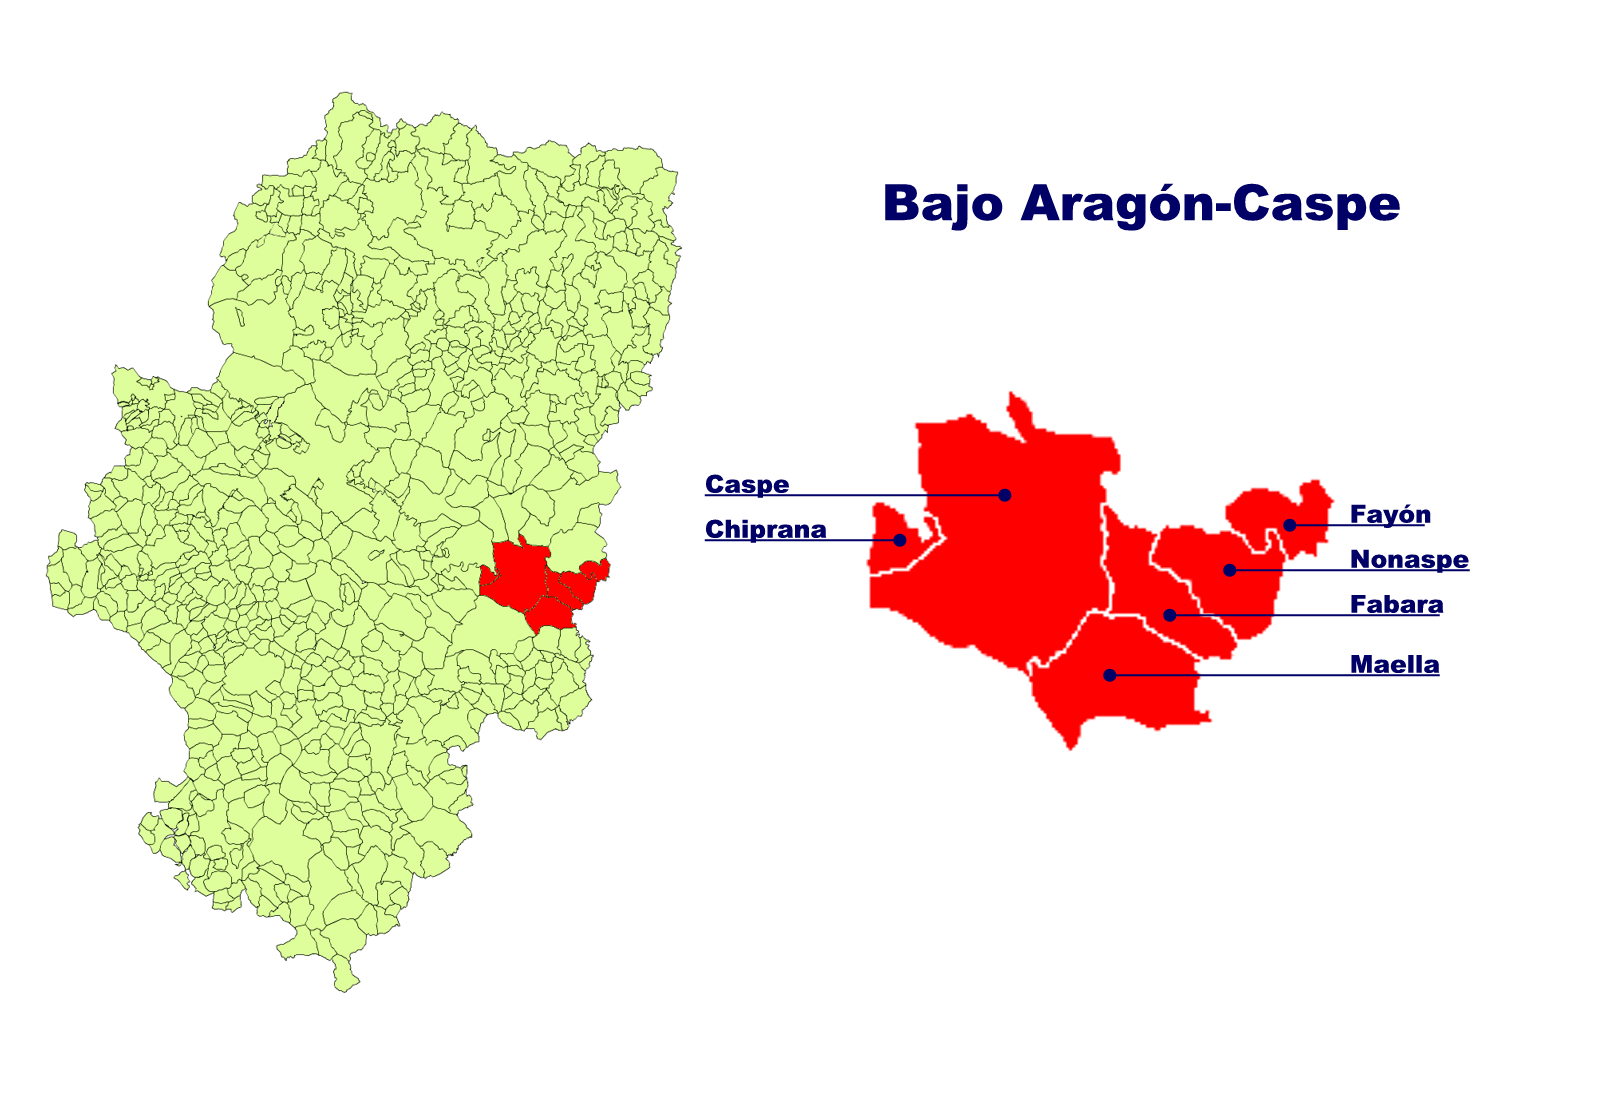 Bajo Aragón-Caspe
Caspe
Chiprana
Fayón
Nonaspe
Fabara
Maella